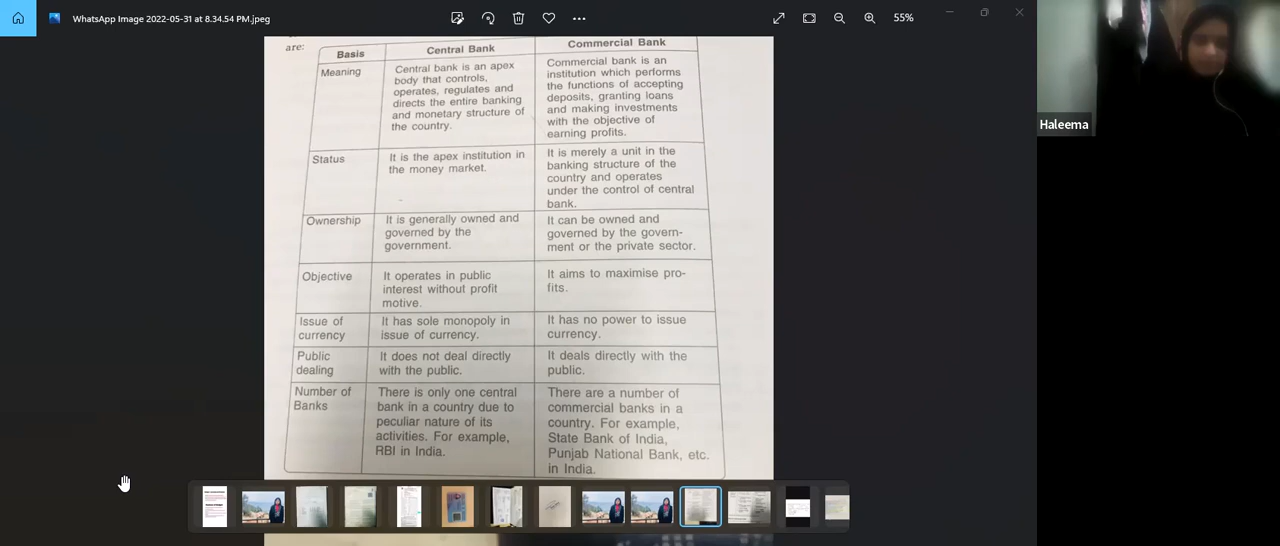 WhatsApp Image 2022-05-31 at 8.34.54 PM.jpeg
55%
Haleema
are:
Basis
Central Bank
Commercial Bank
Meaning
Central bank is an apex
body that controls,
operates, regulates and
directs the entire banking
and monetary structure of
the country.
Commercial bank is an
institution which performs
the functions of accepting
deposits, granting loans
and making investments
with the objective of
earning profits.
Status
It is the apex institution in
the money market.
It is merely a unit in the
banking structure of the
country and operates
under the control of central
bank.
Ownership
It is generally owned and
governed by the
government.
It can be owned and
governed by the govern-
ment or the private sector.
Objective
It operates in public
interest without profit
motive.
It aims to maximise pro-
fits.
Issue of
currency
It has sole monopoly in
issue of currency.
It has no power to issue
currency.
Public
dealing
It does not deal directly
with the public.
It deals directly with the
public.
Number of
Banks
There is only one central
bank in a country due to
peculiar nature of its
activities. For example,
RBI in India.
There are a number of
commercial banks in a
country. For example,
State Bank of India,
Punjab National Bank, etc.
in India.